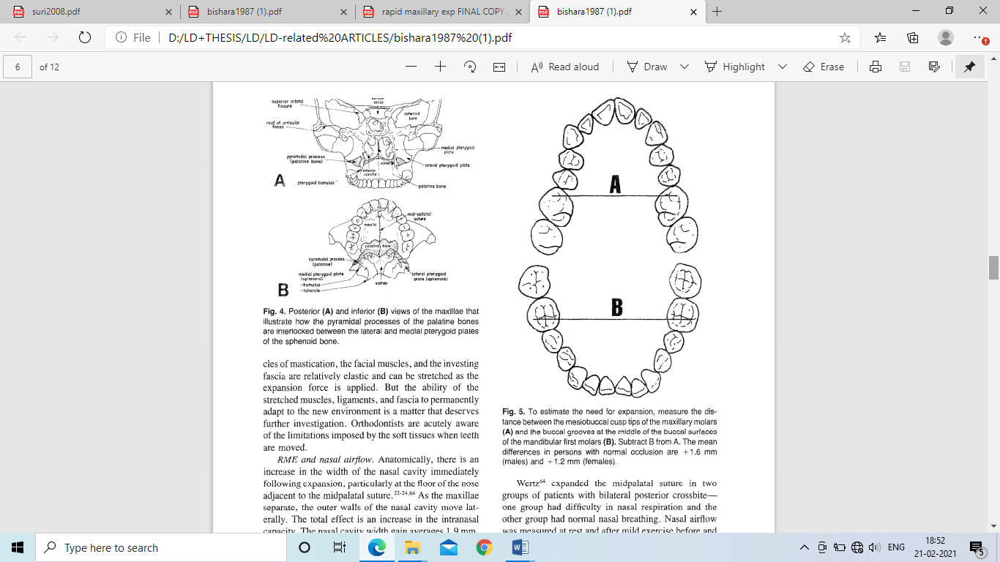 suri2008.pdf
bishara1987 (1).pdf
rapid maxillary exp FINAL COPY.
bishara1987 (1).pdf
File
D:/LD+THESIS/LD/LD-related%20ARTICLES/bishara1987%20(1).pdf
6 of 12
Read aloud
Draw
Highlight
Erase
superior orbital
fissure
sellae
sphenoid
bone
roof of articular
fossa
medial pterygoid
plate
pyramidal process
(palatine bone)
vomer
lateral pterygoid plate
inferior
concha
A
pterygoid hamulus
palatine bone
mid-palatal
suture
maxilla
palatine bone
pyramidal process
(palatine)
medial pterygoid plate
(sphenoid):
-hamulus
-tubercle
lateral pterygoid
plate (sphenoid)
vomer
B
Fig. 4. Posterior (A) and inferior (B) views of the maxillae that
illustrate how the pyramidal processes of the palatine bones
are interlocked between the lateral and medial pterygoid plates
of the sphenoid bone.
cles of mastication, the facial muscles, and the investing
fascia are relatively elastic and can be stretched as the
expansion force is applied. But the ability of the
stretched muscles, ligaments, and fascia to permanently
adapt to the new environment is a matter that deserves
further investigation. Orthodontists are acutely aware
of the limitations imposed by the soft tissues when teeth
are moved.
RME and nasal airflow. Anatomically, there is an
increase in the width of the nasal cavity immediately
following expansion, particularly at the floor of the nose
adjacent to the midpalatal suture.22-24,64 As the maxillae
separate, the outer walls of the nasal cavity move lat-
erally. The total effect is an increase in the intranasal
capacity. The nasal cavity width gain averages 1.9 mm
A
B
Fig. 5. To estimate the need for expansion, measure the dis-
tance between the mesiobuccal cusp tips of the maxillary molars
(A) and the buccal grooves at the middle of the buccal surfaces
of the mandibular first molars (B). Subtract B from A. The mean
differences in persons with normal occlusion are +1.6 mm
(males) and +1.2 mm (females).
Wertz64 expanded the midpalatal suture in two
groups of patients with bilateral posterior crossbite—
one group had difficulty in nasal respiration and the
other group had normal nasal breathing. Nasal airflow
was measured at rest and after mild exercise before and
Type here to search
ENG
18:52
21-02-2021
5